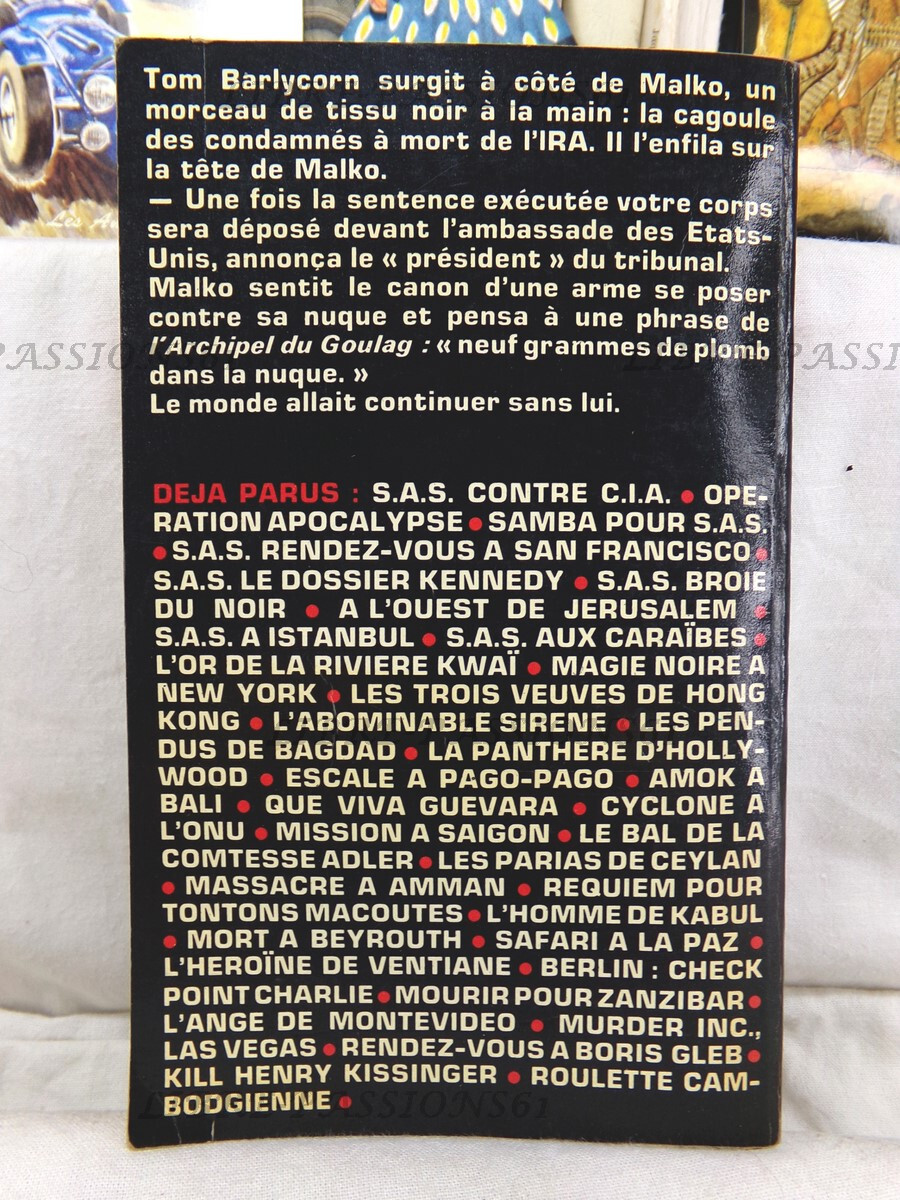 Tom Barlycorn surgit à côté de Malko, un
morceau de tissu noir à la main : la cagoule
des condamnés à mort de l'IRA. Il l'enfila sur
la tête de Malko.
— Une fois la sentence exécutée votre corps
sera déposé devant l'ambassade des Etats-
Unis, annonça le « président » du tribunal.
Malko sentit le canon d'une arme se poser
contre sa nuque et pensa à une phrase de
l'Archipel du Goulag : « neuf grammes de plomb
dans la nuque. »
Le monde allait continuer sans lui.
DEJA PARUS : S.A.S. CONTRE C.I.A. ● OPE-
RATION APOCALYPSE ● SAMBA POUR S.A.S.
● S.A.S. RENDEZ-VOUS A SAN FRANCISCO ●
S.A.S. LE DOSSIER KENNEDY ● S.A.S. BROIE
DU NOIR ● A L'OUEST DE JERUSALEM ●
S.A.S. A ISTANBUL ● S.A.S. AUX CARAÏBES ●
L'OR DE LA RIVIERE KWAÏ ● MAGIE NOIRE A
NEW YORK ● LES TROIS VEUVES DE HONG
KONG ● L'ABOMINABLE SIRENE ● LES PEN-
DUS DE BAGDAD ● LA PANTHERE D'HOLLY-
WOOD ● ESCALE A PAGO-PAGO ● AMOK A
BALI ● QUE VIVA GUEVARA ● CYCLONE A
L'ONU ● MISSION A SAIGON ● LE BAL DE LA
COMTESSE ADLER ● LES PARIAS DE CEYLAN
● MASSACRE A AMMAN ● REQUIEM POUR
TONTONS MACOUTES ● L'HOMME DE KABUL
● MORT A BEYROUTH ● SAFARI A LA PAZ ●
L'HEROÏNE DE VENTIANE ● BERLIN : CHECK
POINT CHARLIE ● MOURIR POUR ZANZIBAR ●
L'ANGE DE MONTEVIDEO ● MURDER INC.,
LAS VEGAS ● RENDEZ-VOUS A BORIS GLEB ●
KILL HENRY KISSINGER ● ROULETTE CAM-
BODGIENNE ●